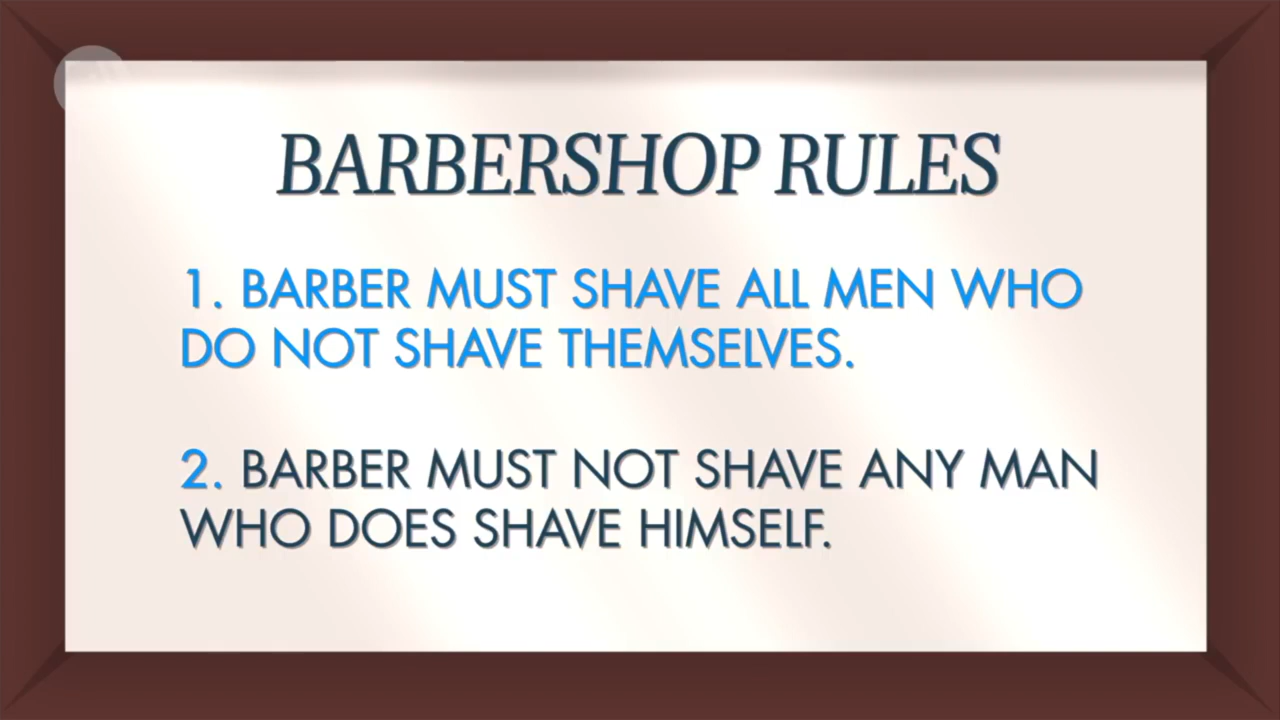 BARBERSHOP RULES
1. BARBER MUST SHAVE ALL MEN WHO
DO NOT SHAVE THEMSELVES.
2. BARBER MUST NOT SHAVE ANY MAN
WHO DOES SHAVE HIMSELF.